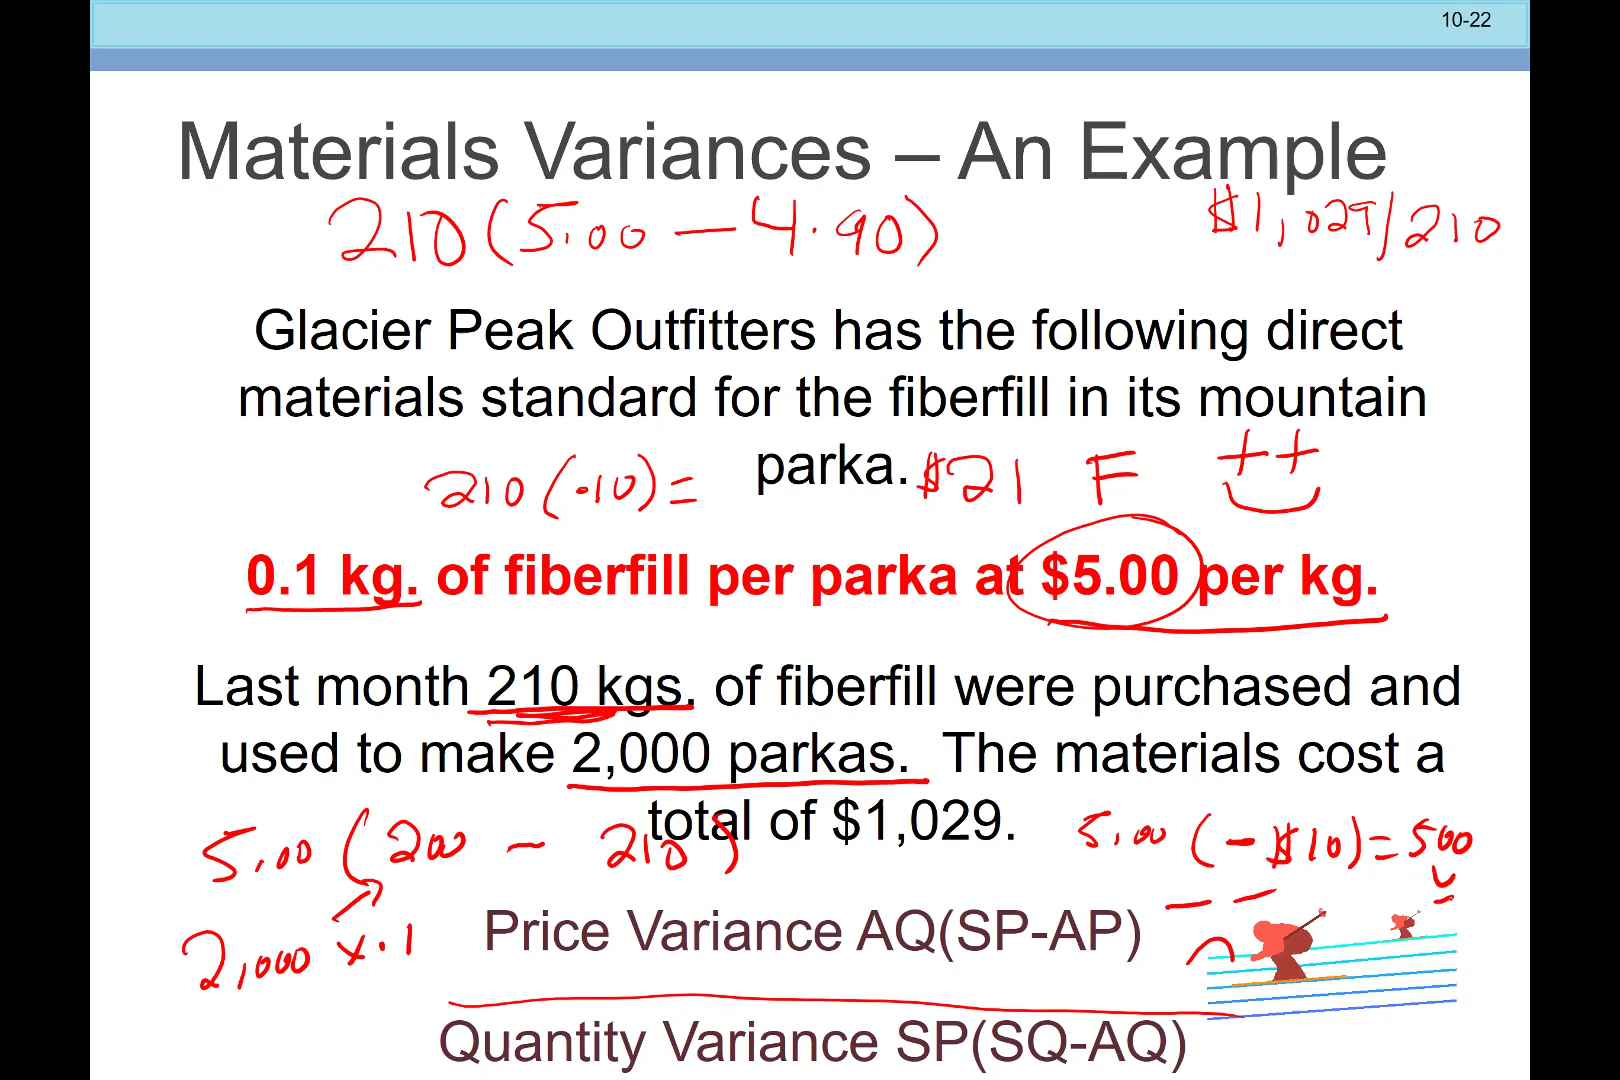 10-22
Materials Variances – An Example
210(5.00 – 4.90)
$1,029/210
Glacier Peak Outfitters has the following direct
materials standard for the fiberfill in its mountain
parka.
210(.10)= $21 F ++
0.1 kg. of fiberfill per parka at $5.00 per kg.
Last month 210 kgs. of fiberfill were purchased and
used to make 2,000 parkas. The materials cost a
total of $1,029.
5.00 (200 – 210)
5.00 (-$10)=500
2,000 x .1
Price Variance AQ(SP-AP)
Quantity Variance SP(SQ-AQ)